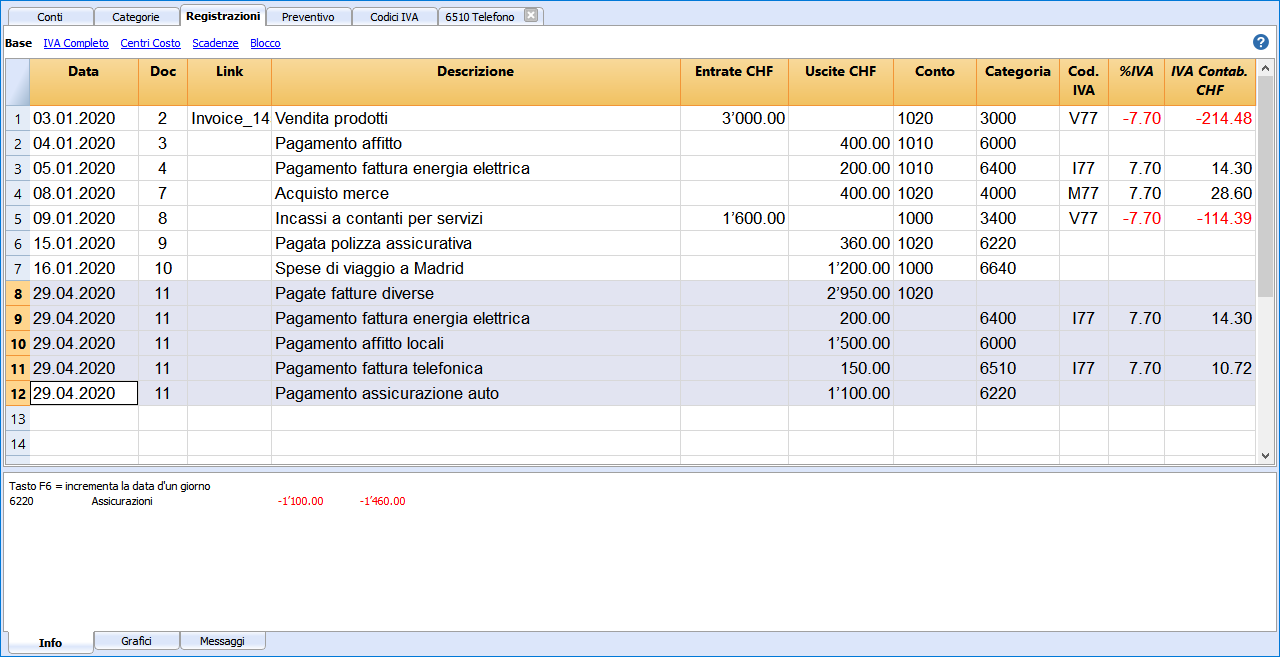 Conti Categorie Registrazioni Preventivo Codici IVA 6510 Telefono
Base IVA Completo Centri Costo Scadenze Blocco ?
Data Doc Link Descrizione Entrate CHF Uscite CHF Conto Categoria Cod. IVA %IVA IVA Contab. CHF
1 03.01.2020 2 Invoice_14 Vendita prodotti 3’000.00 1020 3000 V77 -7.70 -214.48
2 04.01.2020 3 Pagamento affitto 400.00 1010 6000
3 05.01.2020 4 Pagamento fattura energia elettrica 200.00 1010 6400 I77 7.70 14.30
4 08.01.2020 7 Acquisto merce 400.00 1020 4000 M77 7.70 28.60
5 09.01.2020 8 Incassi a contanti per servizi 1’600.00 1000 3400 V77 -7.70 -114.39
6 15.01.2020 9 Pagata polizza assicurativa 360.00 1020 6220
7 16.01.2020 10 Spese di viaggio a Madrid 1’200.00 1000 6640
8 29.04.2020 11 Pagate fatture diverse 2’950.00 1020
9 29.04.2020 11 Pagamento fattura energia elettrica 200.00 6400 I77 7.70 14.30
10 29.04.2020 11 Pagamento affitto locali 1’500.00 6000
11 29.04.2020 11 Pagamento fattura telefonica 150.00 6510 I77 7.70 10.72
12 29.04.2020 11 Pagamento assicurazione auto 1’100.00 6220
13
14
Tasto F6 = incrementa la data d'un giorno
6220 Assicurazioni -1’100.00 -1’460.00
Info Grafici Messaggi